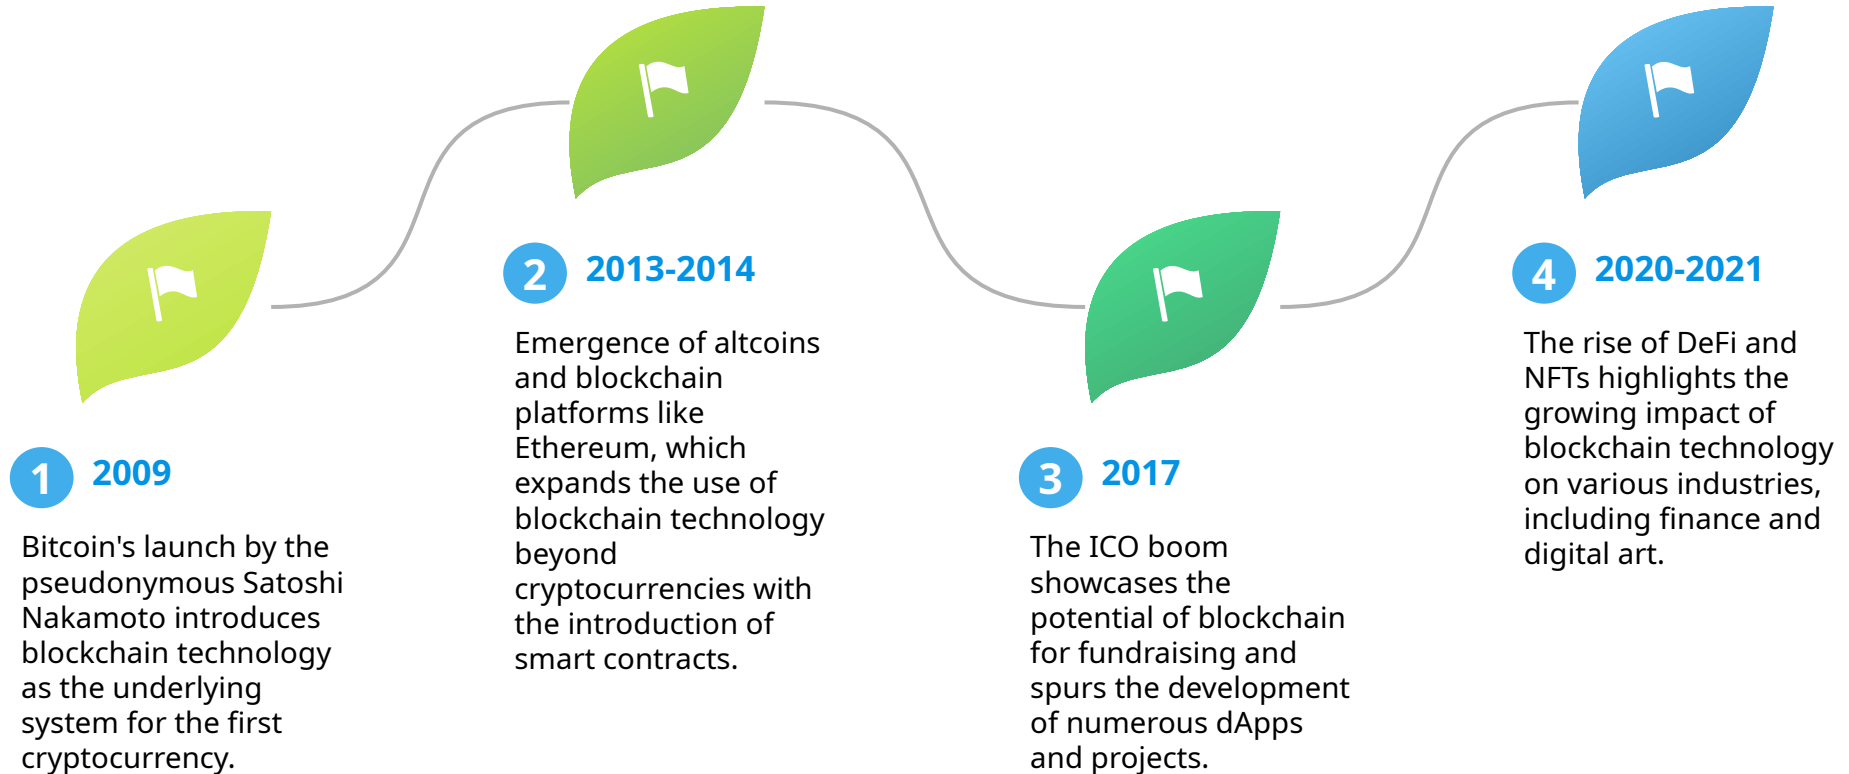 1
2009
Bitcoin's launch by the
pseudonymous Satoshi
Nakamoto introduces
blockchain technology
as the underlying
system for the first
cryptocurrency.
2
2013-2014
Emergence of altcoins
and blockchain
platforms like
Ethereum, which
expands the use of
blockchain technology
beyond
cryptocurrencies with
the introduction of
smart contracts.
3
2017
The ICO boom
showcases the
potential of blockchain
for fundraising and
spurs the development
of numerous dApps
and projects.
4
2020-2021
The rise of DeFi and
NFTs highlights the
growing impact of
blockchain technology
on various industries,
including finance and
digital art.